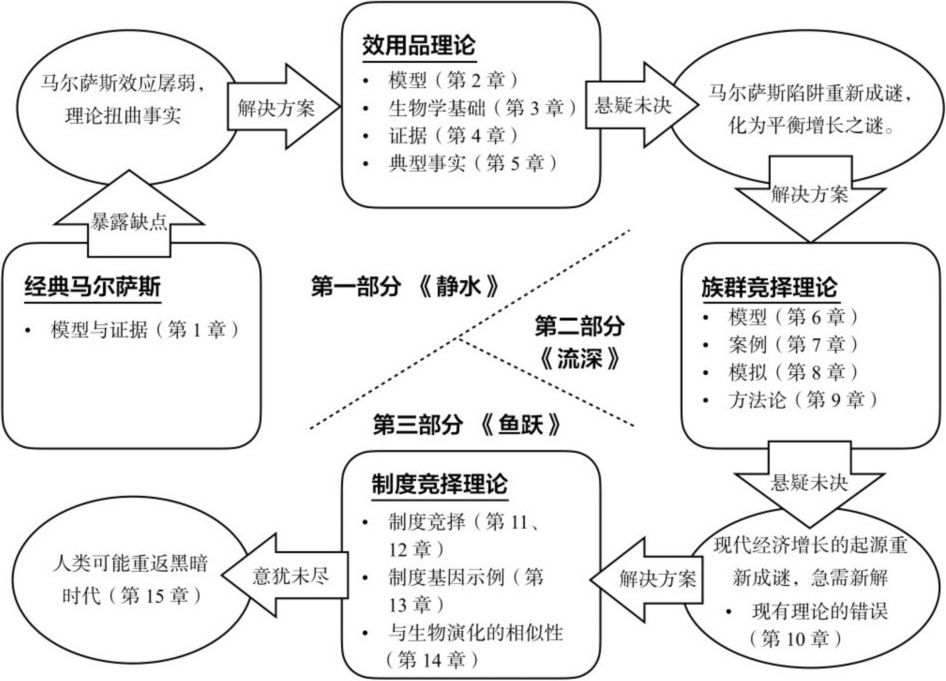 经典马尔萨斯
• 模型与证据（第 1 章）
暴露缺点
马尔萨斯效应孱弱，
理论扭曲事实
解决方案
效用品理论
• 模型（第 2 章）
• 生物学基础（第 3 章）
• 证据（第 4 章）
• 典型事实（第 5 章）
悬疑未决
马尔萨斯陷阱重新成谜，
化为平衡增长之谜。
解决方案
第一部分《静水》
第二部分
《流深》
第三部分《鱼跃》
族群竞择理论
• 模型（第 6 章）
• 案例（第 7 章）
• 模拟（第 8 章）
• 方法论（第 9 章）
悬疑未决
现代经济增长的起源重
新成谜，急需新解
• 现有理论的错误
（第 10 章）
解决方案
制度竞择理论
• 制度竞择（第 11、
12 章）
• 制度基因示例（第
13 章）
• 与生物演化的相似性
（第 14 章）
意犹未尽
人类可能重返黑暗
时代（第 15 章）